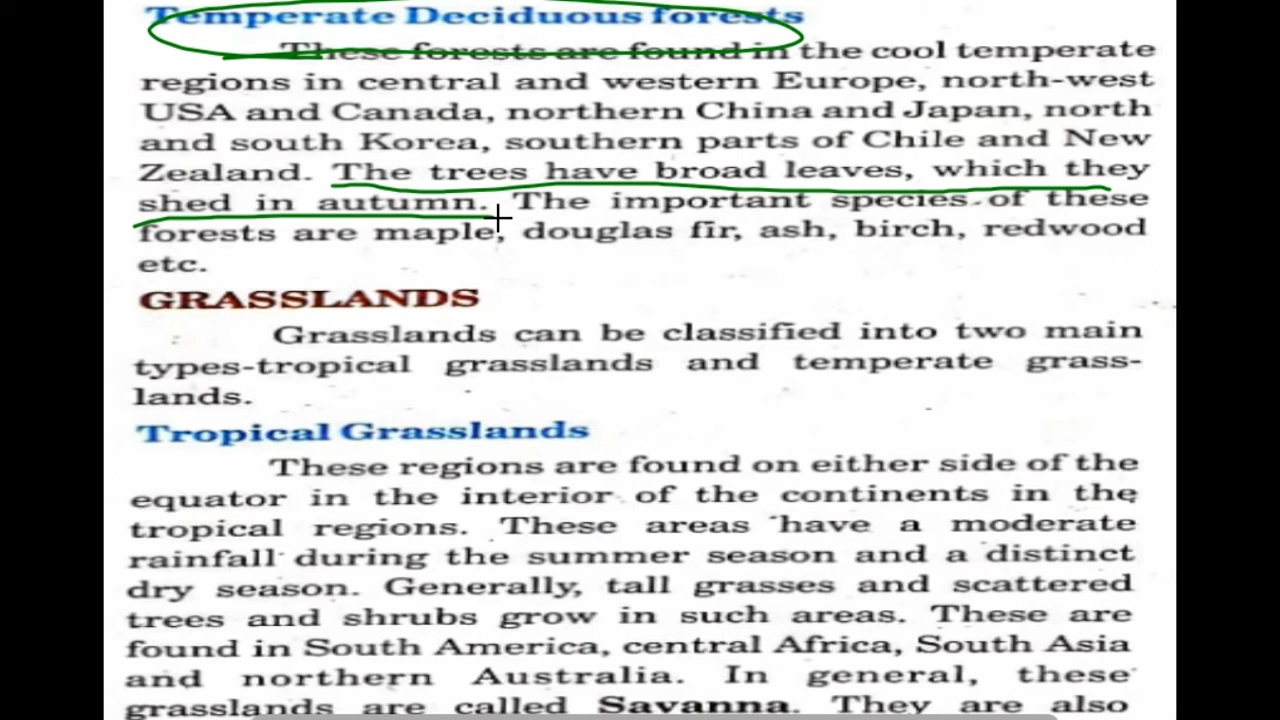 Temperate Deciduous forests
These forests are found in the cool temperate
regions in central and western Europe, north-west
USA and Canada, northern China and Japan, north
and south Korea, southern parts of Chile and New
Zealand. The trees have broad leaves, which they
shed in autumn. The important species of these
forests are maple, douglas fir, ash, birch, redwood
etc.
GRASSLANDS
Grasslands can be classified into two main
types-tropical grasslands and temperate grass-
lands.
Tropical Grasslands
These regions are found on either side of the
equator in the interior of the continents in the
tropical regions. These areas have a moderate
rainfall during the summer season and a distinct
dry season. Generally, tall grasses and scattered
trees and shrubs grow in such areas. These are
found in South America, central Africa, South Asia
and northern Australia. In general, these
grasslands are called Savanna. They are also